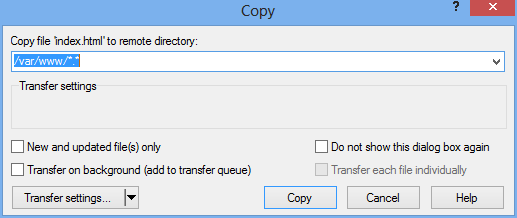 Copy
?
Copy file 'index.html' to remote directory:
/var/www/*.*
Transfer settings
New and updated file(s) only
Do not show this dialog box again
Transfer on background (add to transfer queue)
Transfer each file individually
Transfer settings...
Copy
Cancel
Help